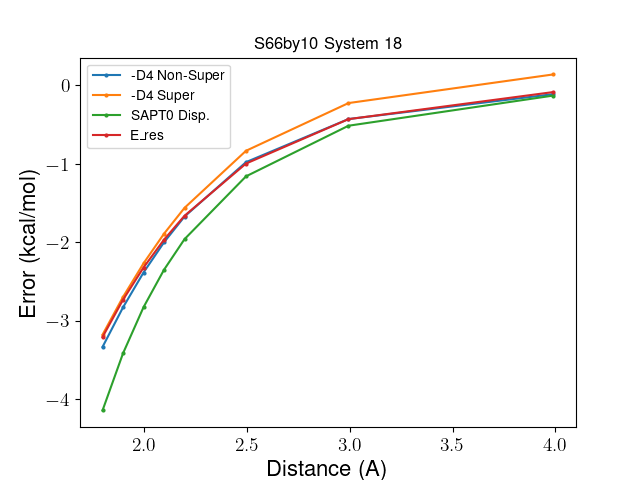 S66by10 System 18
-D4 Non-Super
-D4 Super
SAPT0 Disp.
E_res
Error (kcal/mol)
0
−1
−2
−3
−4
2.0 2.5 3.0 3.5 4.0
Distance (A)